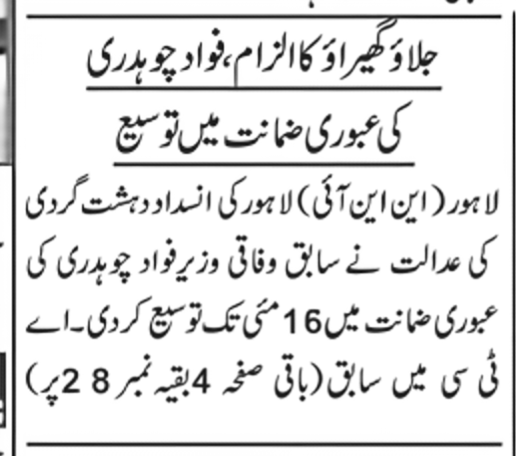 جلاؤ گھیراؤ کا الزام، فواد چوہدری
کی عبوری ضمانت میں توسیع
لاہور (این این آئی) لاہور کی انسداد دہشت گردی
کی عدالت نے سابق وفاقی وزیر فواد چوہدری کی
عبوری ضمانت میں 16 مئی تک توسیع کر دی۔ اے
ٹی سی میں سابق (باقی صفحہ 4 بقیہ نمبر 28 پر)